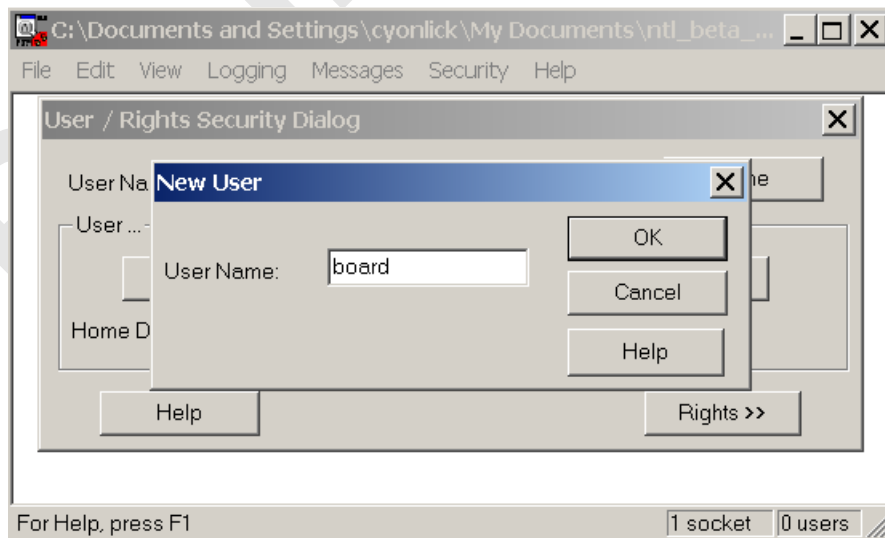 C:\Documents and Settings\cyonlick\My Documents\ntl_beta_...
File Edit View Logging Messages Security Help
User / Rights Security Dialog
User Na
New User
User ...
User Name: board
OK
Cancel
Help
Home D
Help
Rights >>
For Help, press F1
1 socket
0 users